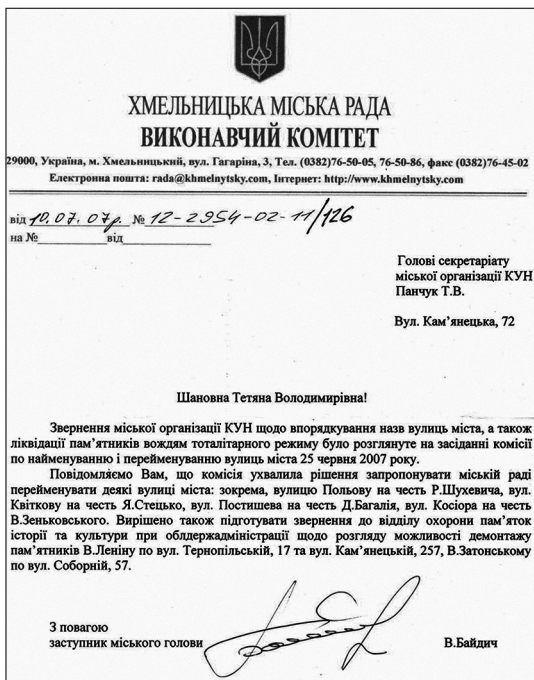 ХМЕЛЬНИЦЬКА МІСЬКА РАДА
ВИКОНАВЧИЙ КОМІТЕТ
29000, Україна, м. Хмельницький, вул. Гагаріна, 3, Тел. (0382)76-50-05, 76-50-86, факс (0382)76-45-02
Електронна пошта: rada@khmelnytsky.com, Інтернет: http://www.khmelnytsky.com
від 10.07.07р. № 12-2954-02-11/126
на №____________від______________
Голові секретаріату
міської організації КУН
Панчук Т.В.
Вул. Кам’янецька, 72
Шановна Тетяна Володимирівна!
Звернення міської організації КУН щодо впорядкування назв вулиць міста, а також
ліквідації пам’ятників вождям тоталітарного режиму було розглянуте на засіданні комісії
по найменуванню і перейменуванню вулиць міста 25 червня 2007 року.
Повідомляємо Вам, що комісія ухвалила рішення запропонувати міській раді
перейменувати деякі вулиці міста: зокрема, вулицю Польову на честь Р.Шухевича, вул.
Квіткову на честь Я.Стецько, вул. Постишева на честь Д.Багалія, вул. Косіора на честь
В.Зеньковського. Вирішено також підготувати звернення до відділу охорони пам’яток
історії та культури при облдержадміністрації щодо розгляду можливості демонтажу
пам’ятників В.Леніну по вул. Тернопільській, 17 та вул. Кам’янецькій, 257, В.Затонському
по вул. Соборній, 57.
З повагою
заступник міського голови В.Байдич